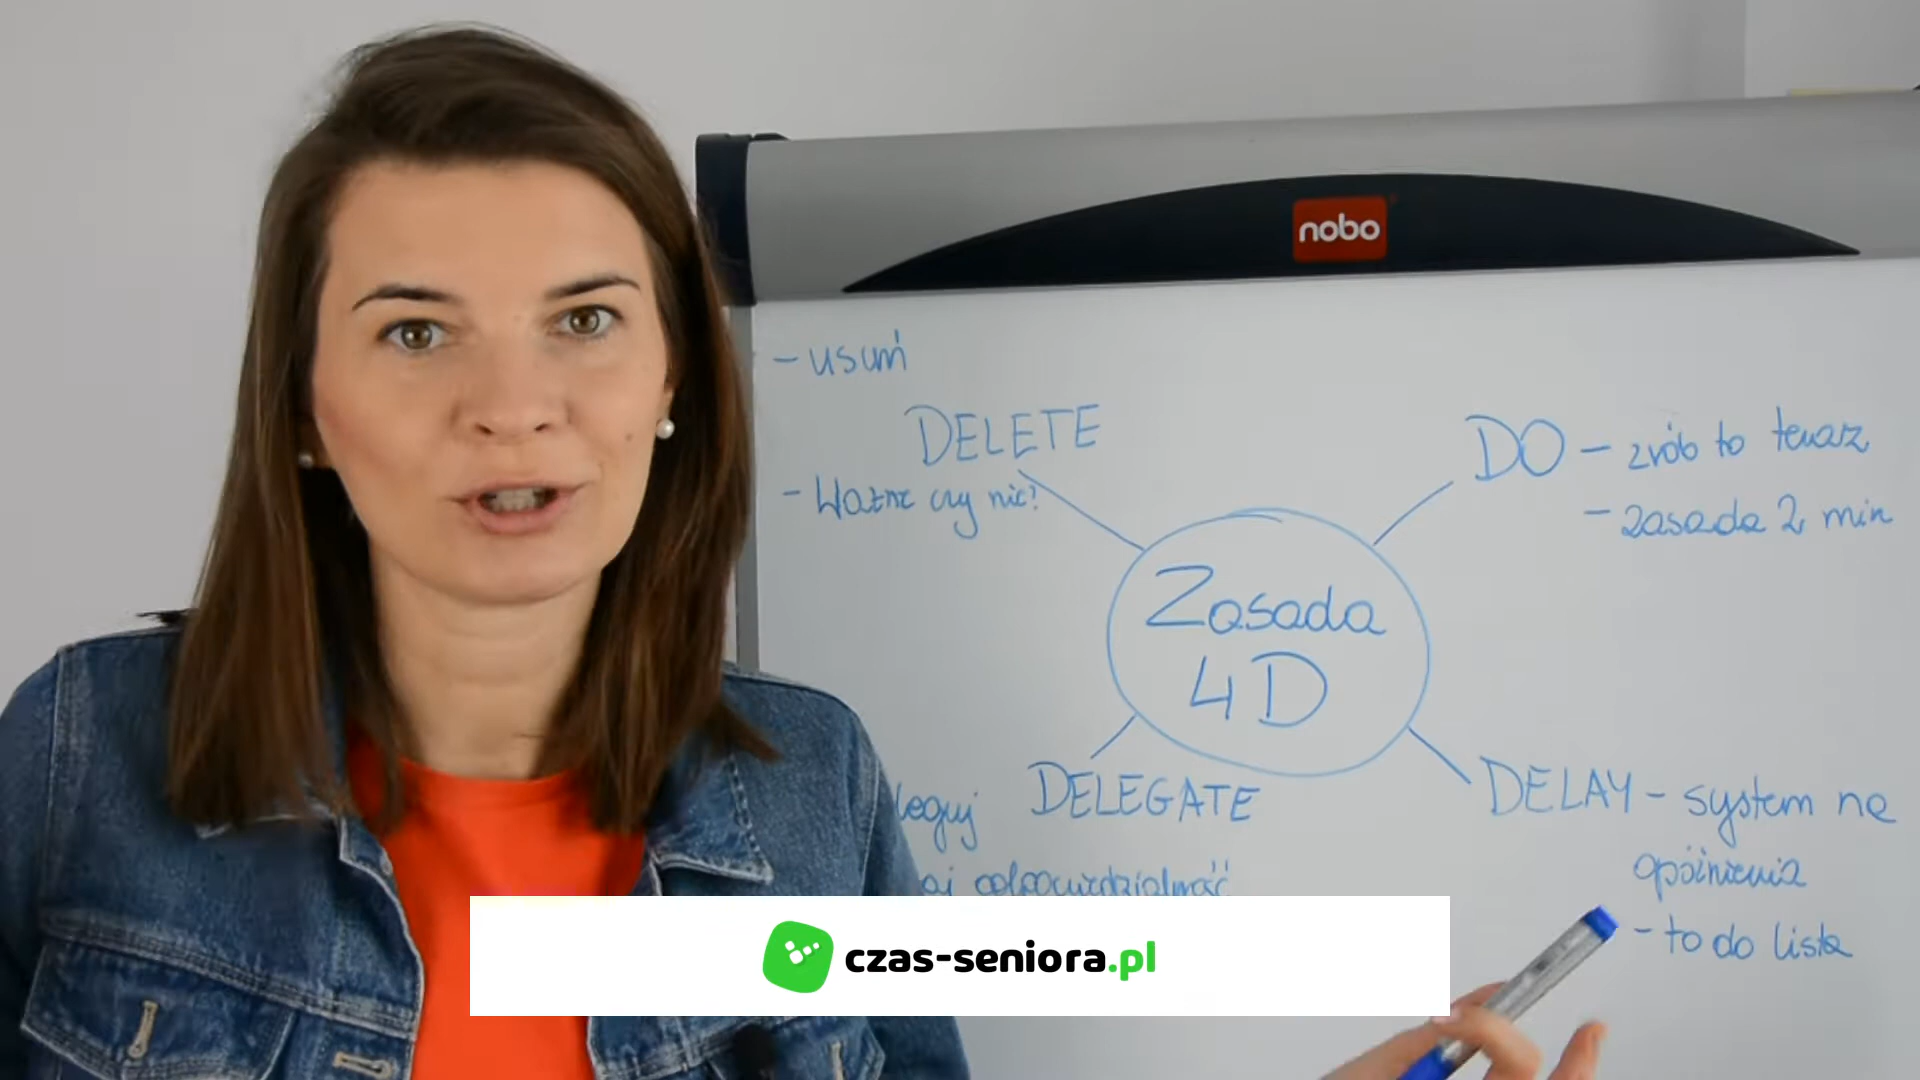 nobo
- usuń
DELETE
- Ważne czy nie?
DO - zrób to teraz
- zasada 2 min
Zasada
4D
DELEGATE
DELAY - system na
opóźnienia
- to do lista
odpowiedzialność
czas-seniora.pl